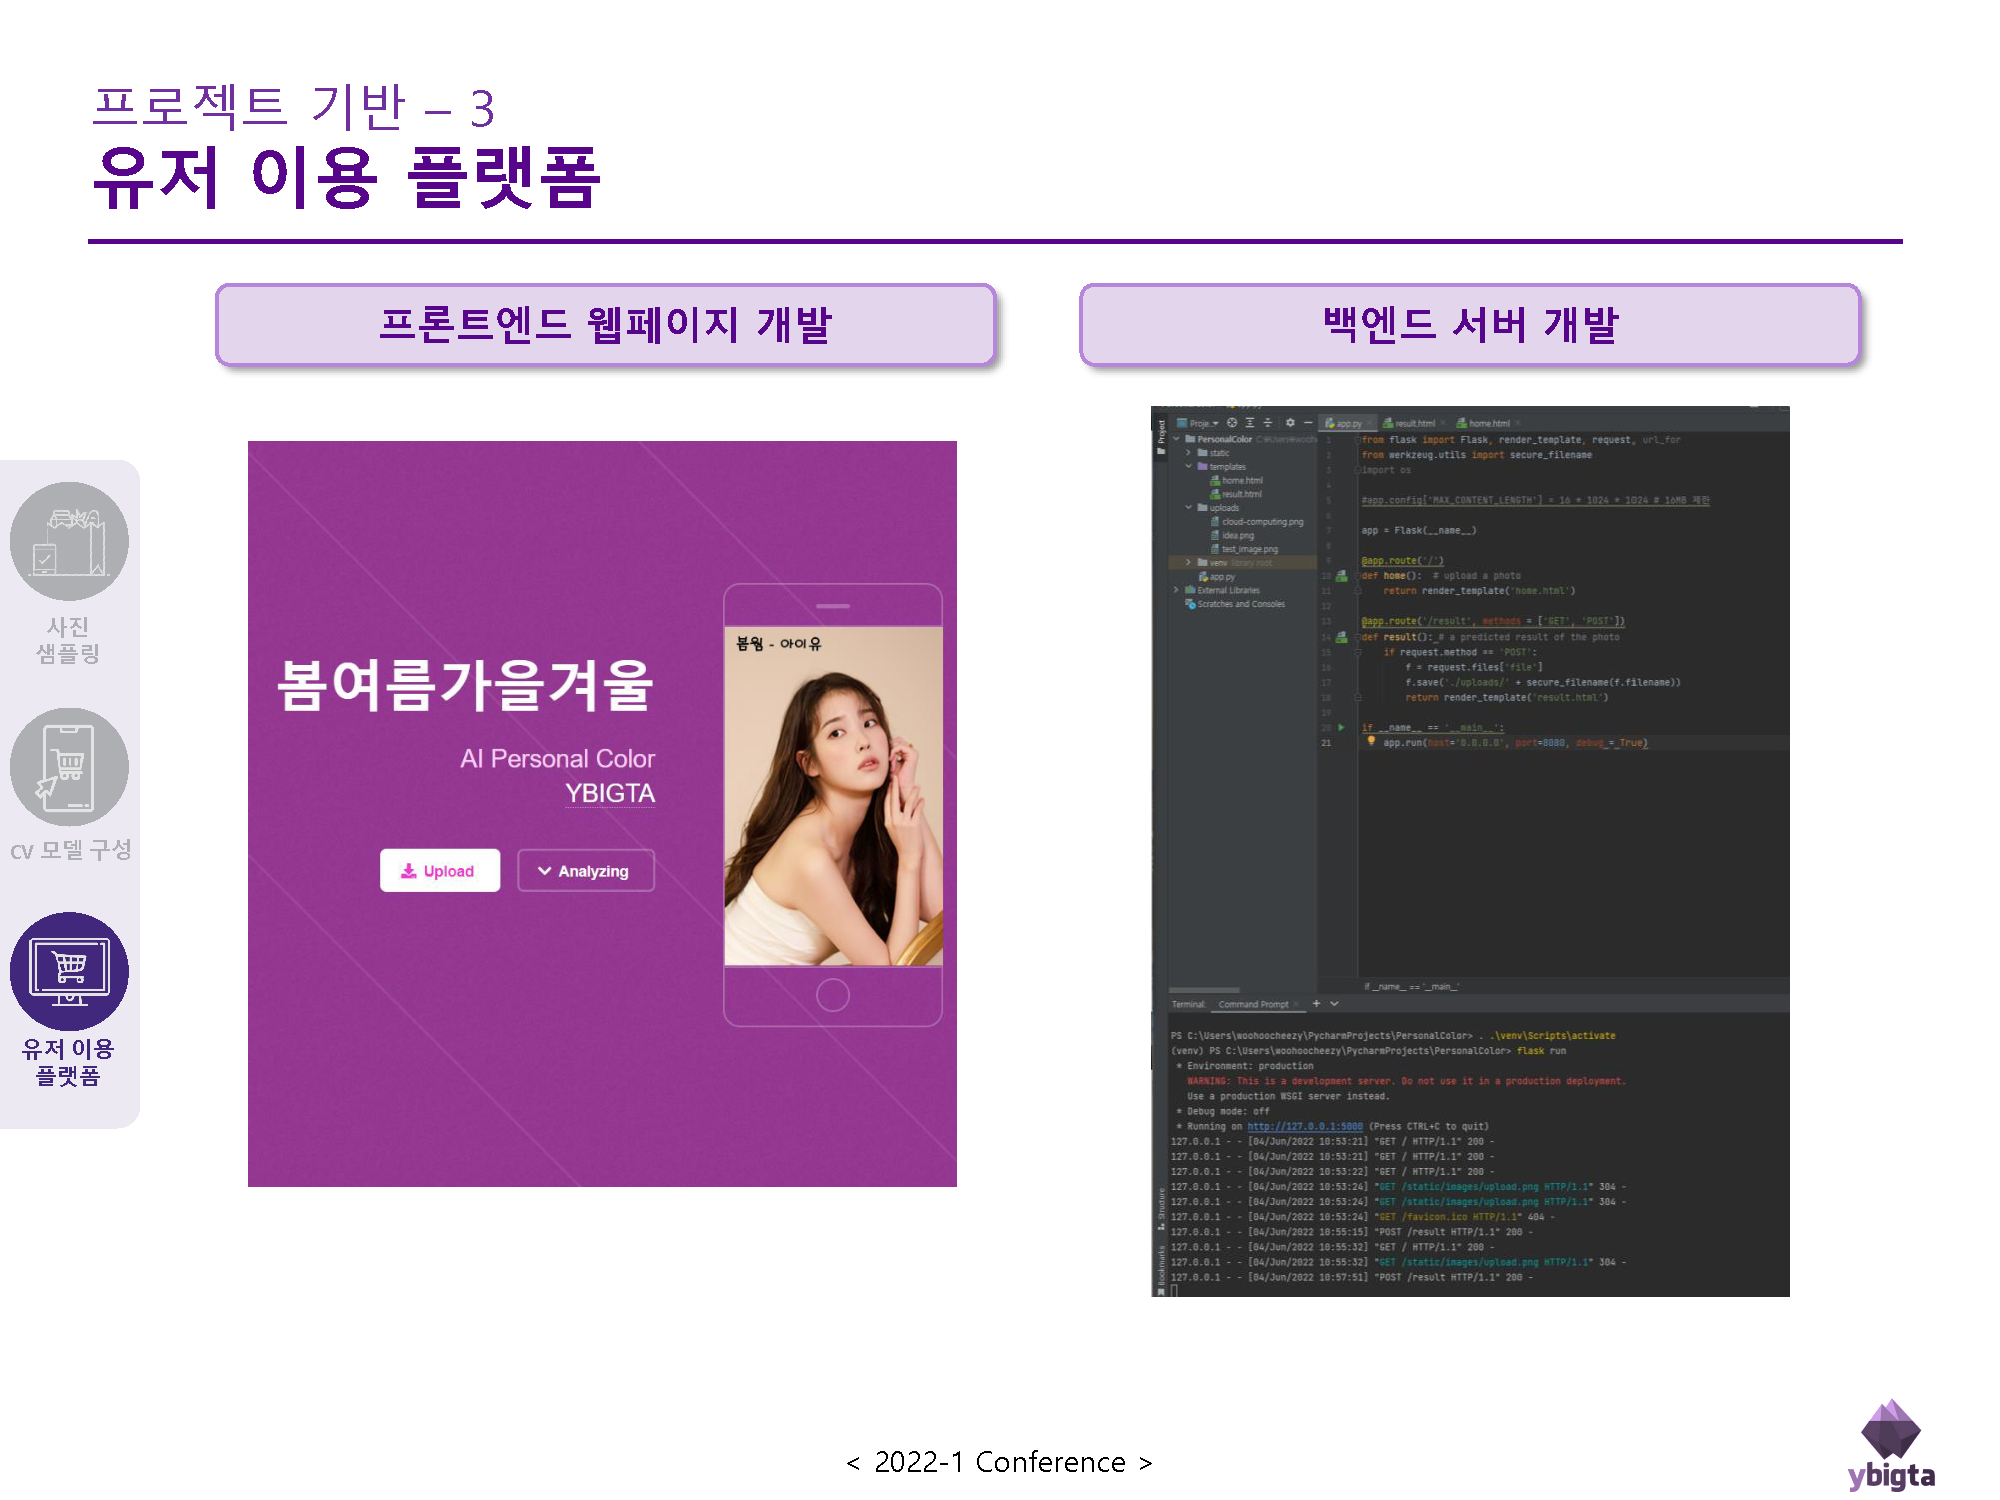 프로젝트 기반 – 3
유저 이용 플랫폼
프론트엔드 웹페이지 개발
백엔드 서버 개발
사진
샘플링
CV 모델 구성
유저 이용
플랫폼
봄여름가을겨울
AI Personal Color
YBIGTA
Upload
Analyzing
봄웜 - 아이유
Project
Proje..
app.py
result.html
home.html
PersonalColor
static
templates
home.html
result.html
uploads
cloud-computing.png
idea.png
test_image.png
venv library root
app.py
External Libraries
Scratches and Consoles
1 from flask import Flask, render_template, request, url_for
2 from werkzeug.utils import secure_filename
3 import os
4
5 #app.config['MAX_CONTENT_LENGTH'] = 16 * 1024 * 1024 # 16MB 제한
6
7 app = Flask(__name__)
8
9 @app.route('/')
10 def home(): # upload a photo
11 return render_template('home.html')
12
13 @app.route('/result', methods = ['GET', 'POST'])
14 def result(): # a predicted result of the photo
15 if request.method == 'POST':
16 f = request.files['file']
17 f.save('./uploads/' + secure_filename(f.filename))
18 return render_template('result.html')
19
20 if __name__ == '__main__':
21 app.run(host='0.0.0.0', port=8080, debug = True)
if __name__ == '__main__'
Terminal: Command Prompt
PS C:\Users\woohoocheezy\PycharmProjects\PersonalColor> . .\venv\Scripts\activate
(venv) PS C:\Users\woohoocheezy\PycharmProjects\PersonalColor> flask run
* Environment: production
WARNING: This is a development server. Do not use it in a production deployment.
Use a production WSGI server instead.
* Debug mode: off
* Running on http://127.0.0.1:5000 (Press CTRL+C to quit)
127.0.0.1 - - [04/Jun/2022 10:53:21] "GET / HTTP/1.1" 200 -
127.0.0.1 - - [04/Jun/2022 10:53:21] "GET / HTTP/1.1" 200 -
127.0.0.1 - - [04/Jun/2022 10:53:22] "GET / HTTP/1.1" 200 -
127.0.0.1 - - [04/Jun/2022 10:53:24] "GET /static/images/upload.png HTTP/1.1" 304 -
127.0.0.1 - - [04/Jun/2022 10:53:24] "GET /static/images/upload.png HTTP/1.1" 304 -
127.0.0.1 - - [04/Jun/2022 10:53:24] "GET /favicon.ico HTTP/1.1" 404 -
127.0.0.1 - - [04/Jun/2022 10:55:15] "POST /result HTTP/1.1" 200 -
127.0.0.1 - - [04/Jun/2022 10:55:32] "GET / HTTP/1.1" 200 -
127.0.0.1 - - [04/Jun/2022 10:55:32] "GET /static/images/upload.png HTTP/1.1" 304 -
127.0.0.1 - - [04/Jun/2022 10:57:51] "POST /result HTTP/1.1" 200 -
Structure
Bookmarks
< 2022-1 Conference >
ybigta